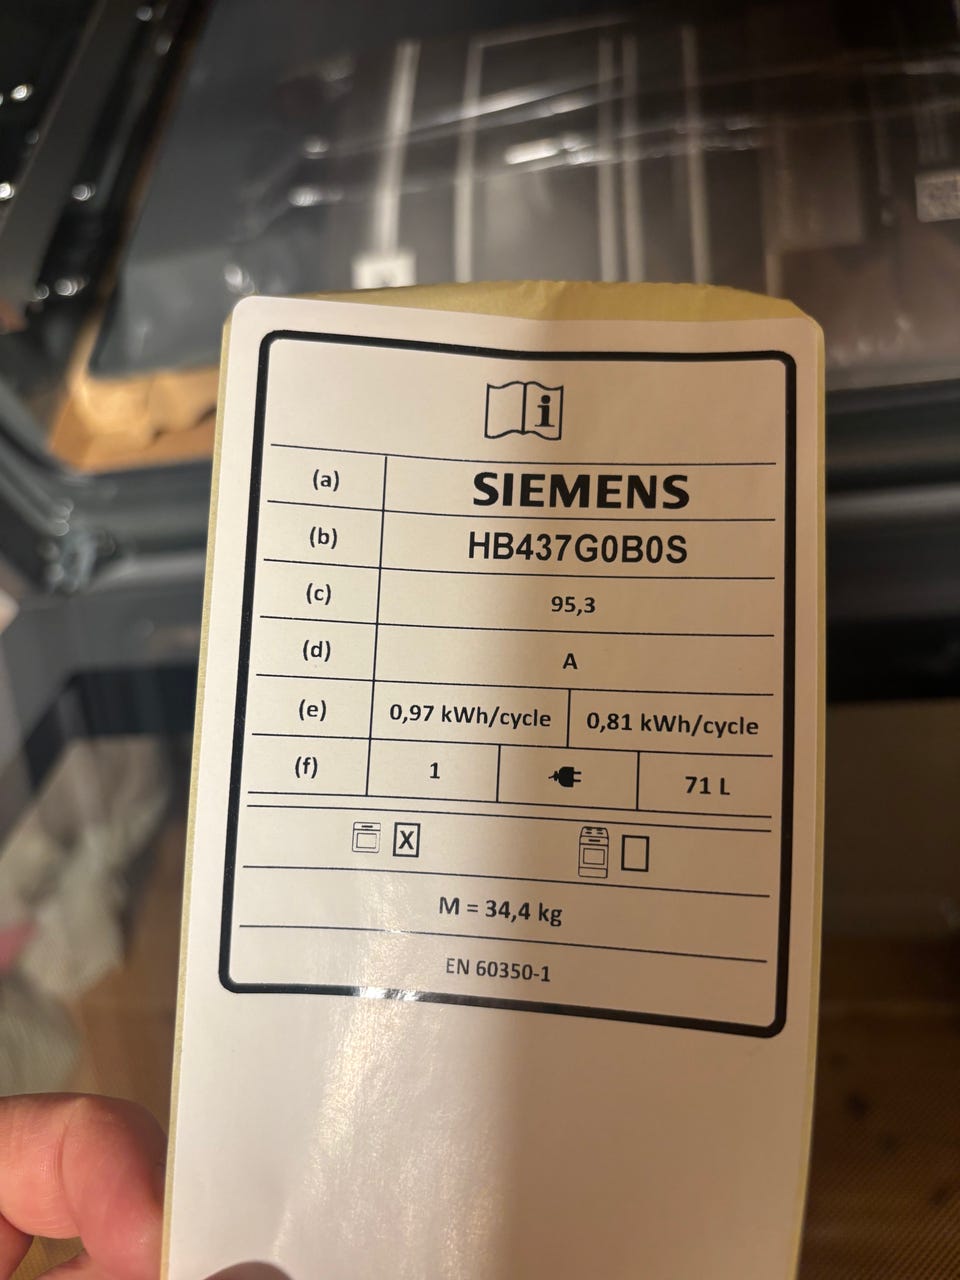 i
(a) SIEMENS
(b) HB437G0B0S
(c) 95,3
(d) A
(e) 0,97 kWh/cycle 0,81 kWh/cycle
(f) 1 71 L
X
M = 34,4 kg
EN 60350-1